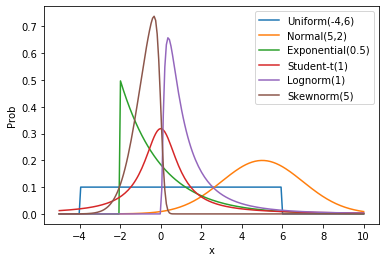 Uniform(-4,6)
Normal(5,2)
Exponential(0.5)
Student-t(1)
Lognorm(1)
Skewnorm(5)
Prob
0.7
0.6
0.5
0.4
0.3
0.2
0.1
0.0
−4 −2 0 2 4 6 8 10
x